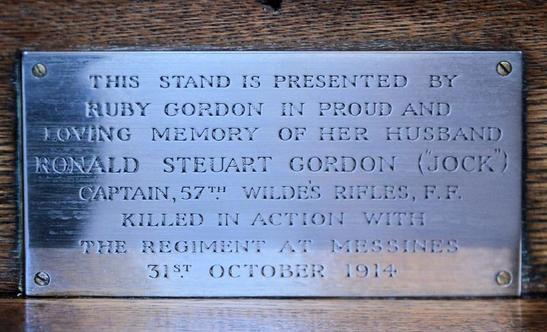 THIS STAND IS PRESENTED BY
RUBY GORDON IN PROUD AND
LOVING MEMORY OF HER HUSBAND
RONALD STEUART GORDON ("JOCK")
CAPTAIN, 57TH WILDE'S RIFLES, F.F.
KILLED IN ACTION WITH
THE REGIMENT AT MESSINES
31ST OCTOBER 1914